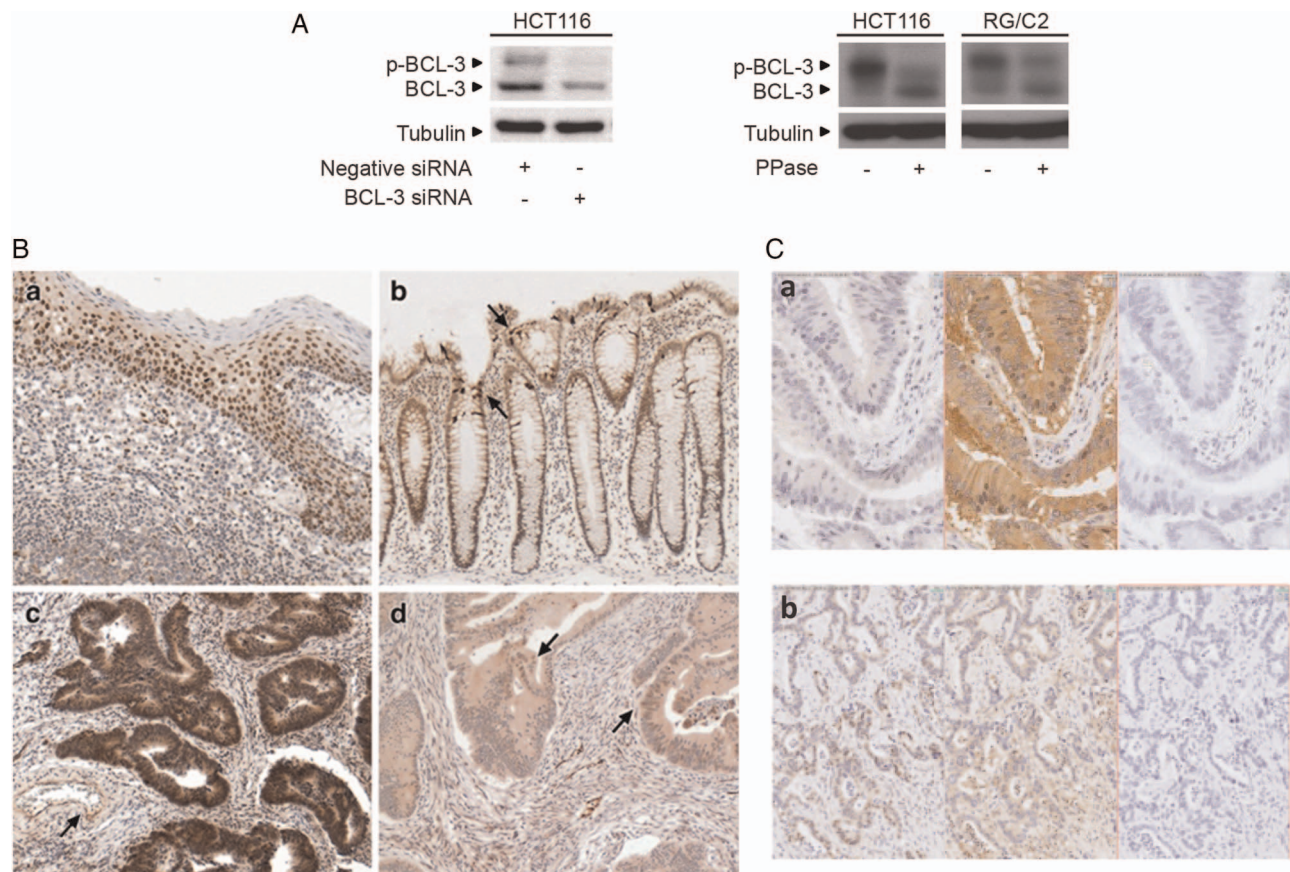 A
HCT116
p-BCL-3
BCL-3
Tubulin
Negative siRNA + -
BCL-3 siRNA - +
HCT116 RG/C2
p-BCL-3
BCL-3
Tubulin
PPase - + - +
B
a
b
c
d
C
a
b